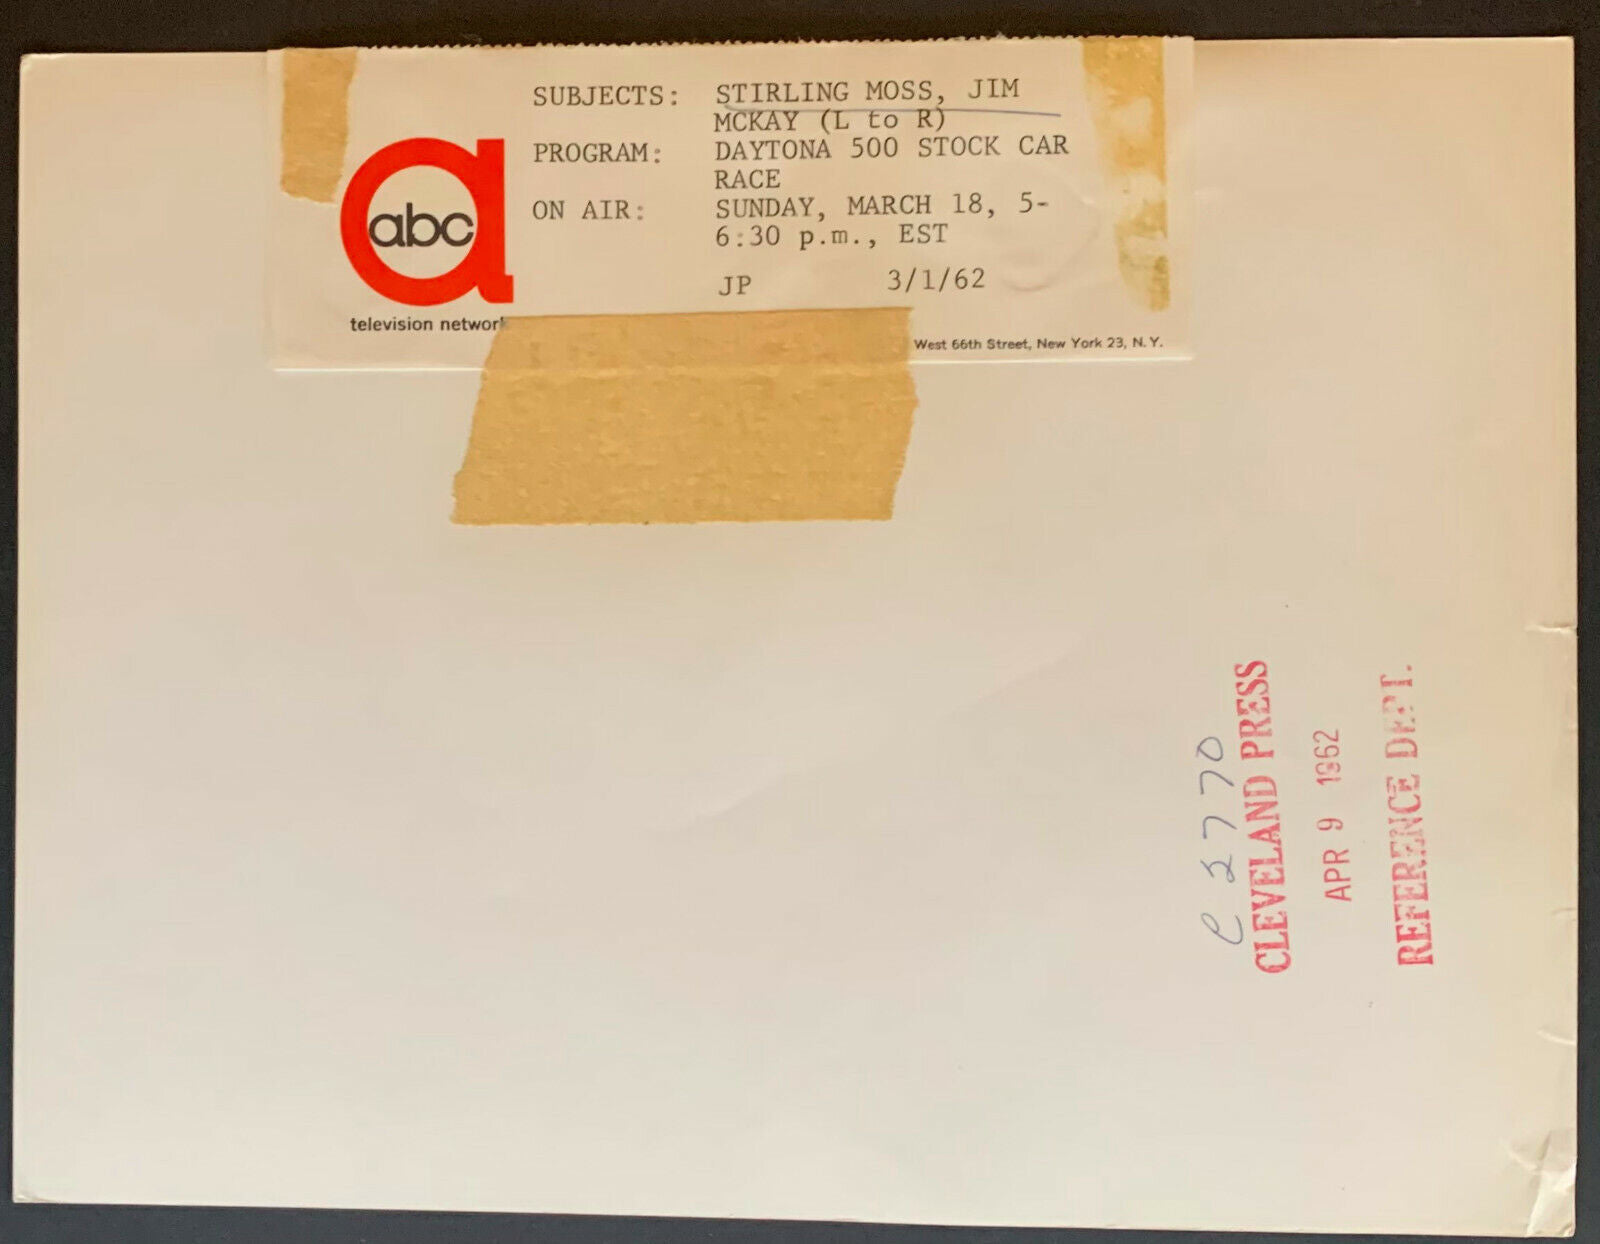 SUBJECTS: STIRLING MOSS, JIM
MCKAY (L to R)
PROGRAM: DAYTONA 500 STOCK CAR
RACE
ON AIR: SUNDAY, MARCH 18, 5-
6:30 p.m., EST
JP 3/1/62
a
abc
television network
West 66th Street, New York 23, N. Y.
CLEVELAND PRESS
APR 9 1962
REFERENCE DEPT.